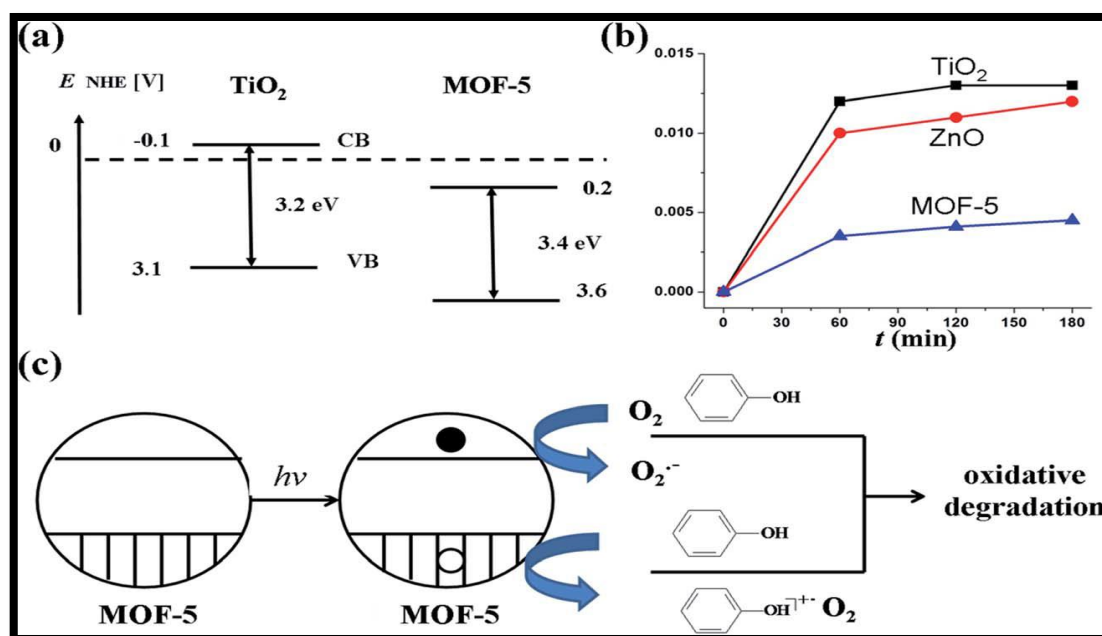 (a)
E NHE [V]
TiO₂
MOF-5
0
-0.1
CB
0.2
3.2 eV
3.4 eV
3.1
VB
3.6
(b)
0.015
0.010
0.005
0.000
TiO₂
ZnO
MOF-5
0 30 60 90 120 150 180
t (min)
(c)
hν
MOF-5
MOF-5
O₂
OH
O₂·-
OH
OH⌝+· O₂
oxidative
degradation